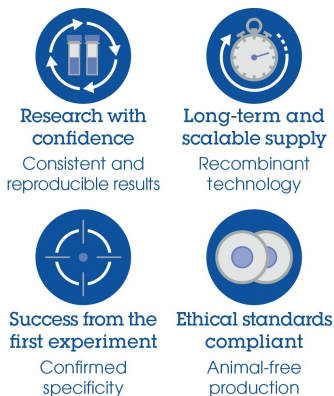 Research with
confidence
Consistent and
reproducible results
Long-term and
scalable supply
Recombinant
technology
Success from the
first experiment
Confirmed
specificity
Ethical standards
compliant
Animal-free
production